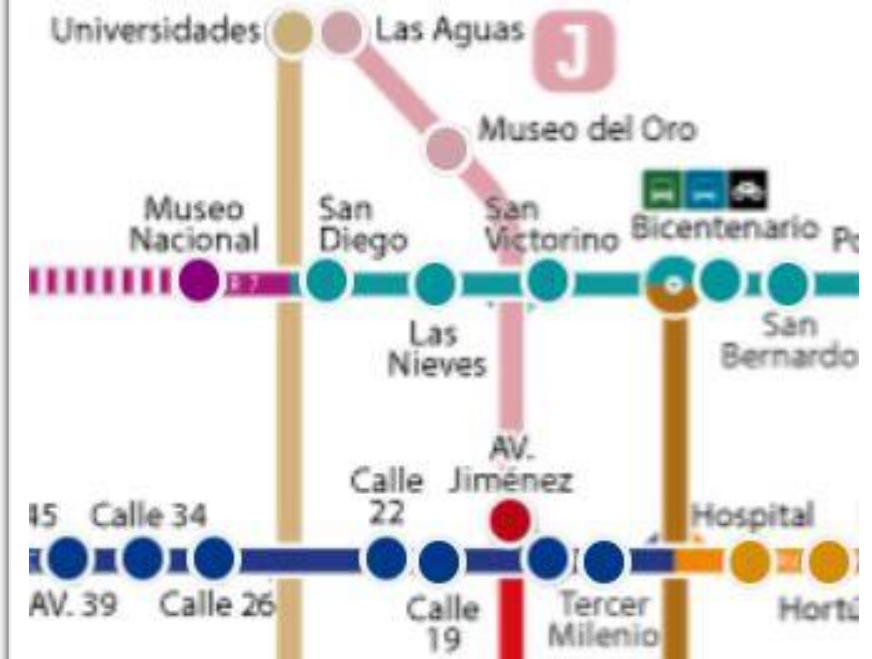 Universidades
Las Aguas
J
Museo del Oro
Museo
Nacional
San
Diego
San
Victorino
Bicentenario
Las
Nieves
San
Bernardo
AV.
Jiménez
Calle
22
45
Calle 34
Hospital
AV. 39
Calle 26
Calle
19
Tercer
Milenio